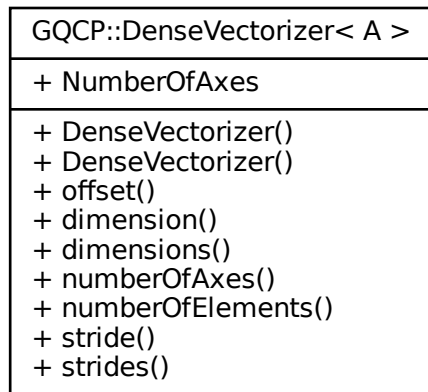 GQCP::DenseVectorizer< A >
+ NumberOfAxes
+ DenseVectorizer()
+ DenseVectorizer()
+ offset()
+ dimension()
+ dimensions()
+ numberOfAxes()
+ numberOfElements()
+ stride()
+ strides()